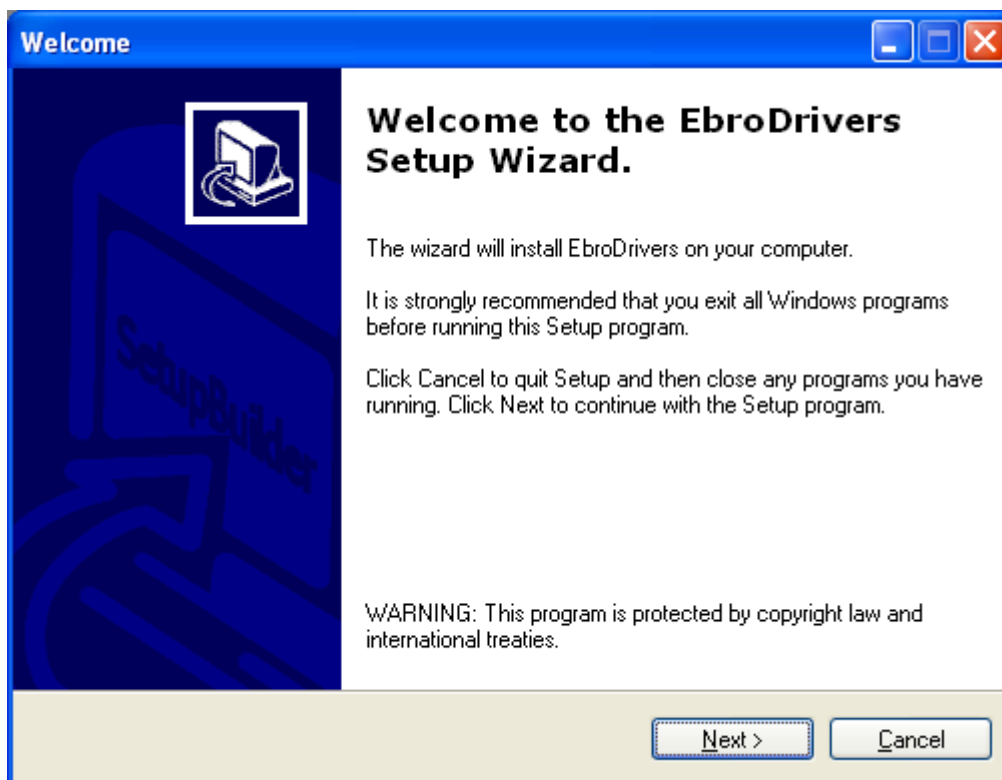 Welcome
Welcome to the EbroDrivers
Setup Wizard.
The wizard will install EbroDrivers on your computer.
It is strongly recommended that you exit all Windows programs
before running this Setup program.
Click Cancel to quit Setup and then close any programs you have
running. Click Next to continue with the Setup program.
SetupBuilder
WARNING: This program is protected by copyright law and
international treaties.
Next >
Cancel